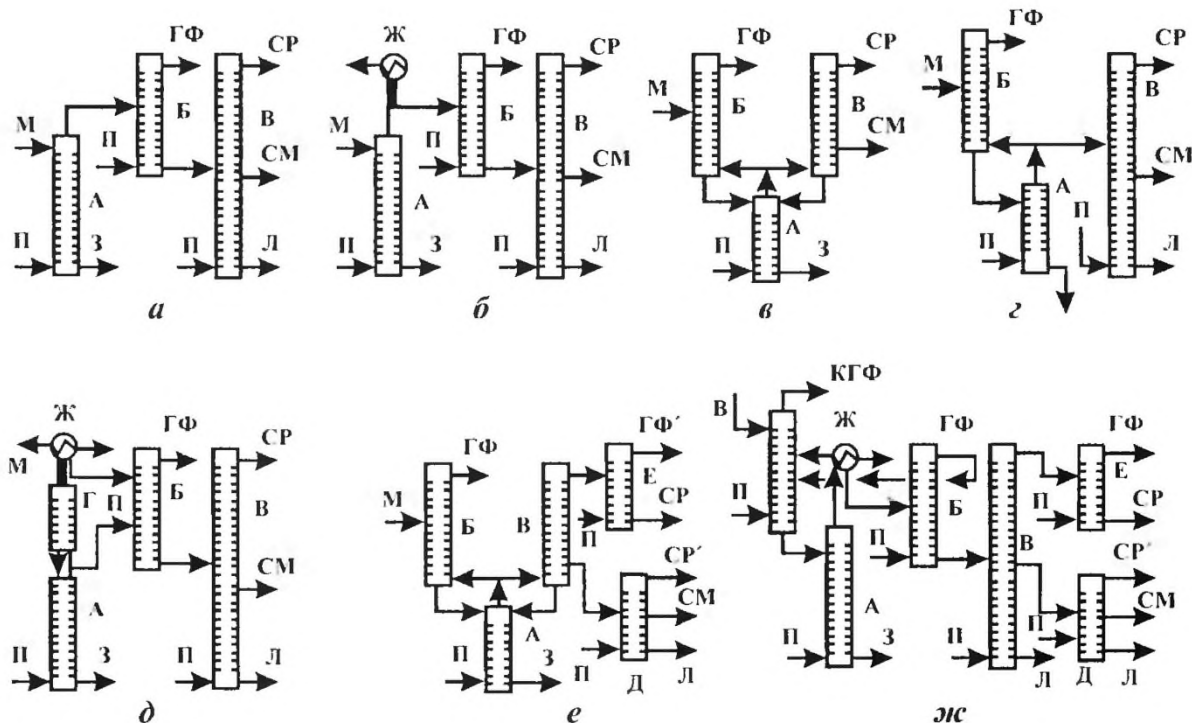 ГФ
СР
М
Б
П
В
СМ
А
П
З
П
Л
а
Ж
ГФ
СР
М
Б
П
В
СМ
А
П
З
П
Л
б
ГФ
СР
М
Б
В
СМ
А
П
З
в
ГФ
СР
М
Б
В
СМ
А
П
П
Л
г
Ж
ГФ
СР
М
Г
П
Б
В
СМ
А
П
З
П
Л
д
ГФ
ГФ´
М
Б
В
Е
СР
П
СР´
СМ
А
П
З
П
Д
Л
е
КГФ
В
Ж
ГФ
ГФ
Е
П
Б
В
П
СР
П
СР´
СМ
А
П
П
З
П
Л
Д
Л
ж